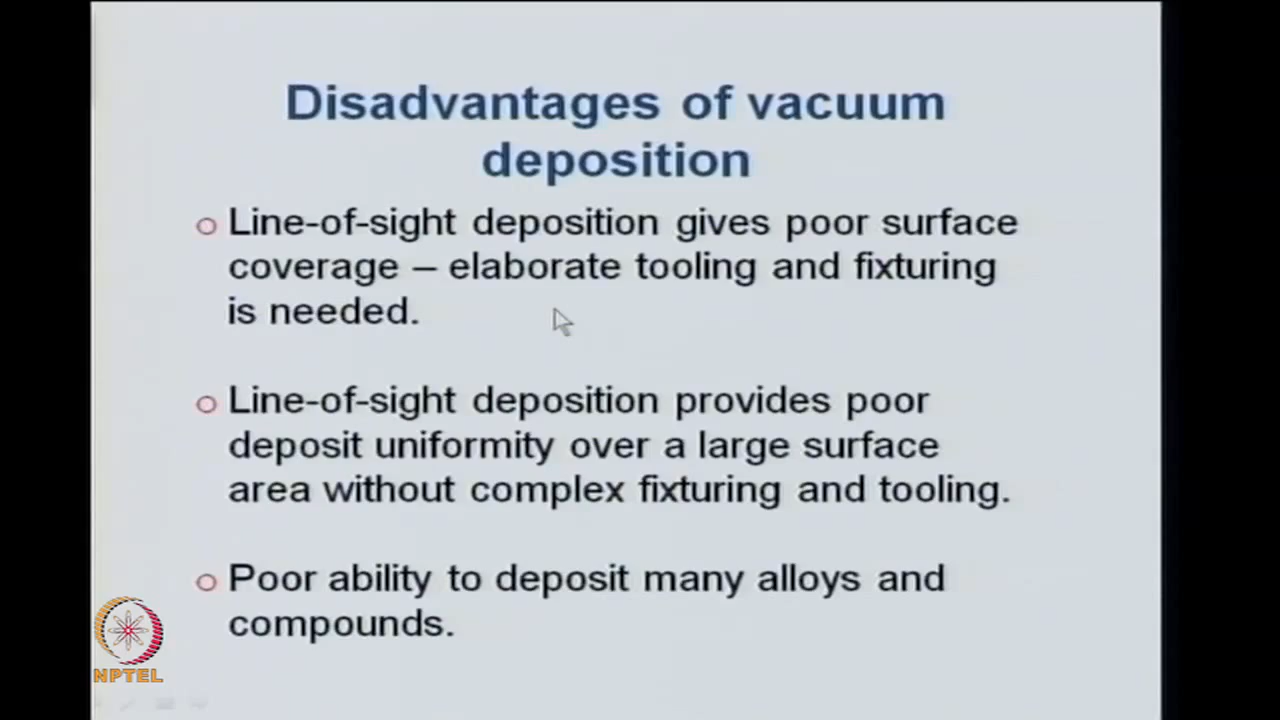 Disadvantages of vacuum
deposition
Line-of-sight deposition gives poor surface
coverage – elaborate tooling and fixturing
is needed.
Line-of-sight deposition provides poor
deposit uniformity over a large surface
area without complex fixturing and tooling.
Poor ability to deposit many alloys and
compounds.
NPTEL